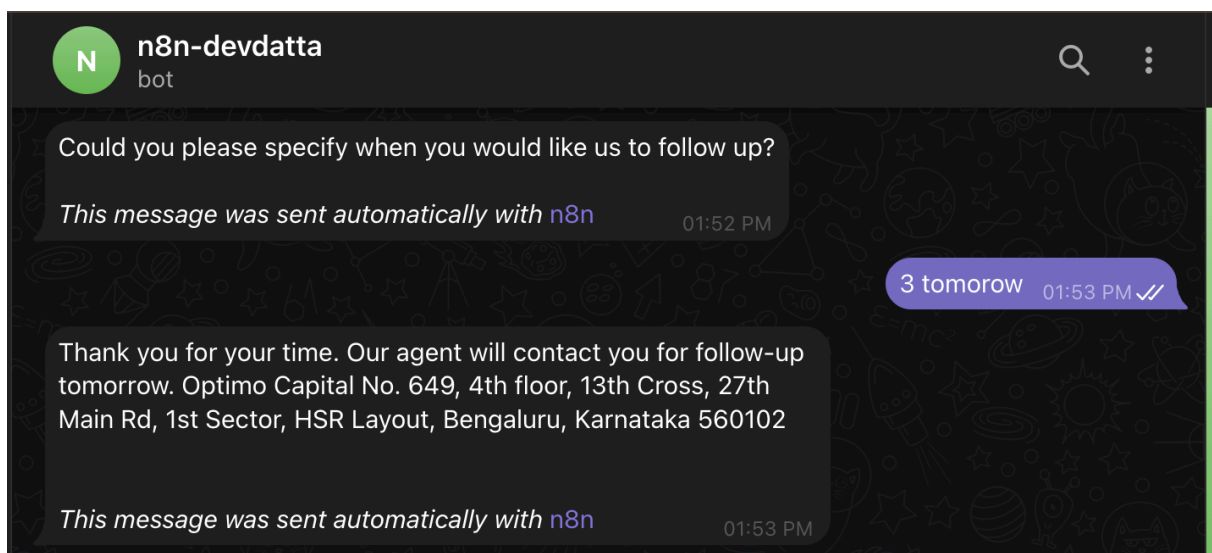 N
n8n-devdatta
bot
Could you please specify when you would like us to follow up?
This message was sent automatically with n8n
01:52 PM
3 tomorow
01:53 PM
Thank you for your time. Our agent will contact you for follow-up
tomorrow. Optimo Capital No. 649, 4th floor, 13th Cross, 27th
Main Rd, 1st Sector, HSR Layout, Bengaluru, Karnataka 560102
This message was sent automatically with n8n
01:53 PM